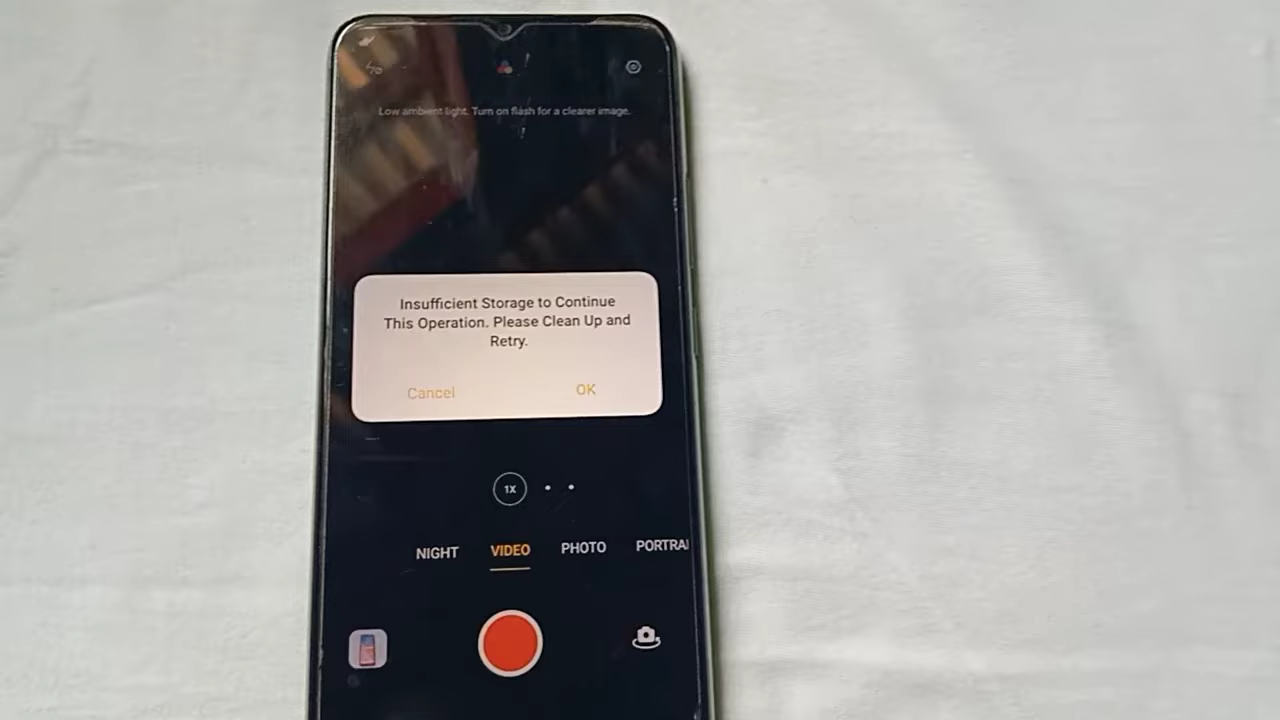 Low ambient light. Turn on flash for a clearer image.
Insufficient Storage to Continue
This Operation. Please Clean Up and
Retry.
Cancel OK
1X
NIGHT VIDEO PHOTO PORTRAI